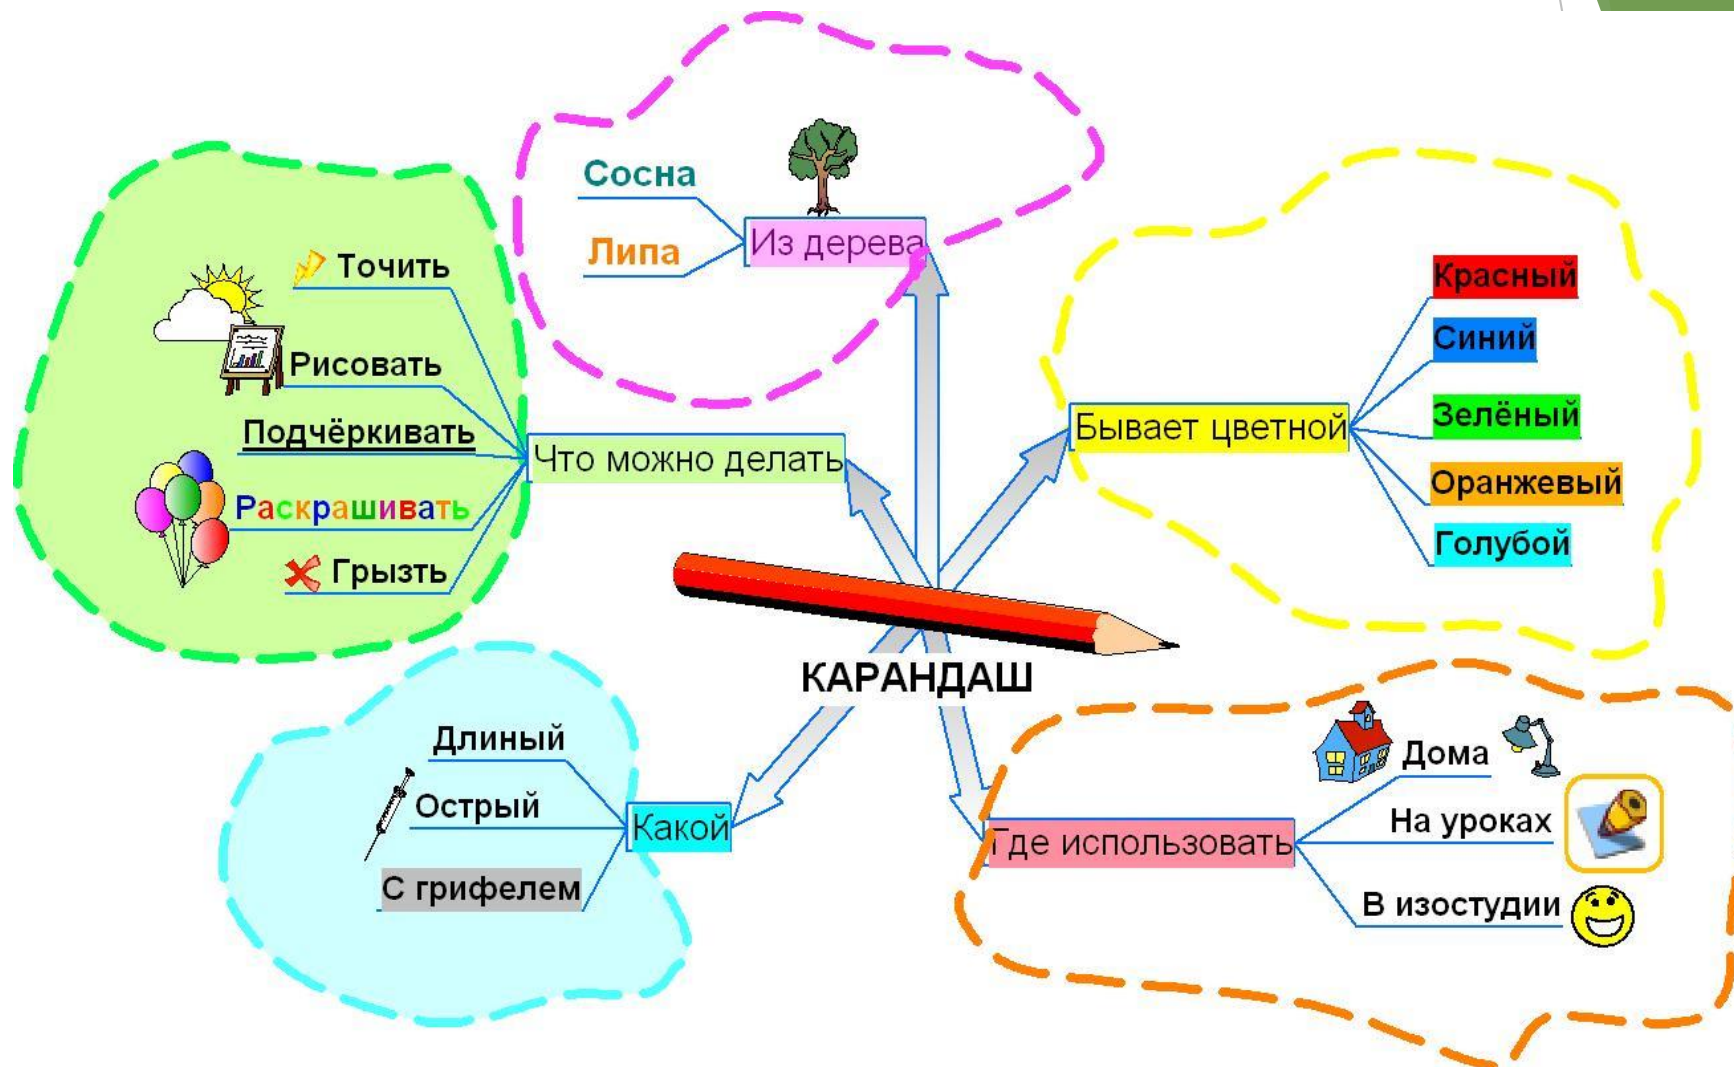 Сосна
Липа
Из дерева
Точить
Рисовать
Подчёркивать
Раскрашивать
Грызть
Что можно делать
Бывает цветной
Красный
Синий
Зелёный
Оранжевый
Голубой
КАРАНДАШ
Длиный
Острый
С грифелем
Какой
Где использовать
Дома
На уроках
В изостудии